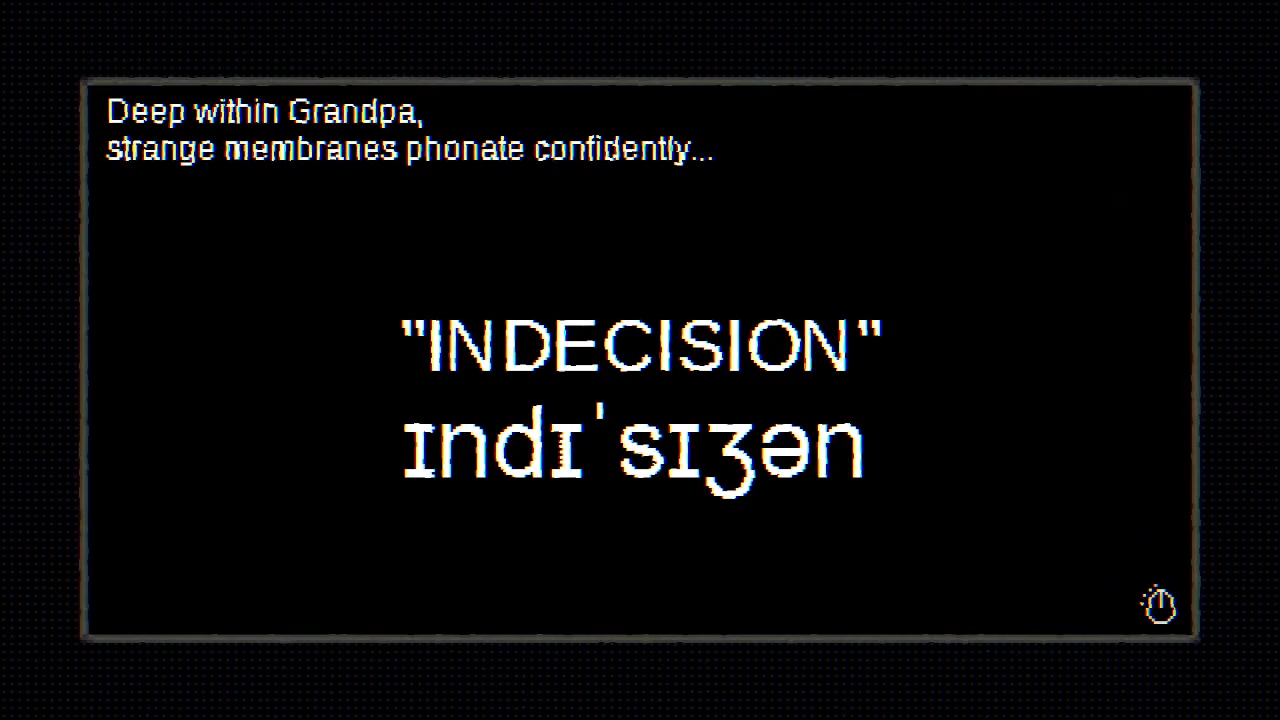 Deep within Grandpa,
strange membranes phonate confidently...
"INDECISION"
ɪndɪˈsɪʒən